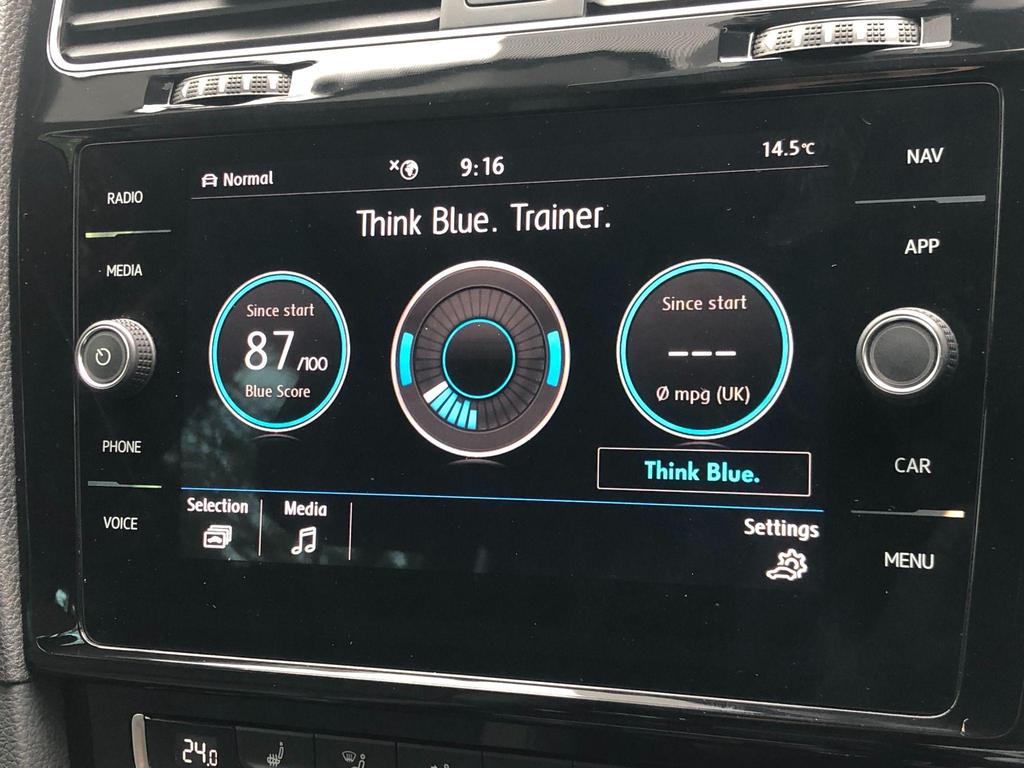 RADIO
MEDIA
PHONE
VOICE
Normal
9:16
14.5°C
Think Blue. Trainer.
Since start
87/100
Blue Score
Since start
---
Ø mpg (UK)
Think Blue.
Selection
Media
Settings
NAV
APP
CAR
MENU
24.0